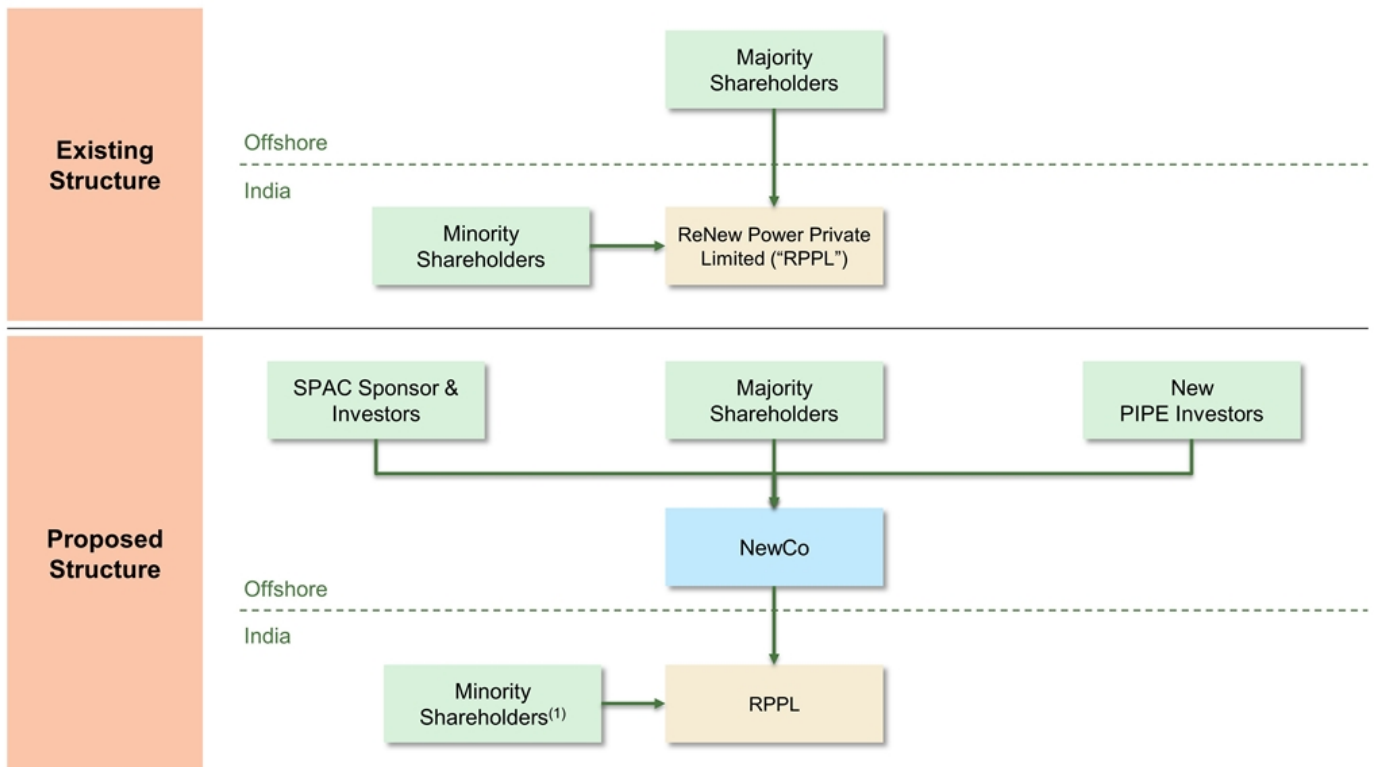 Existing
Structure
Majority
Shareholders
Offshore
India
Minority
Shareholders
ReNew Power Private
Limited (“RPPL”)
Proposed
Structure
SPAC Sponsor &
Investors
Majority
Shareholders
New
PIPE Investors
NewCo
Offshore
India
Minority
Shareholders(1)
RPPL